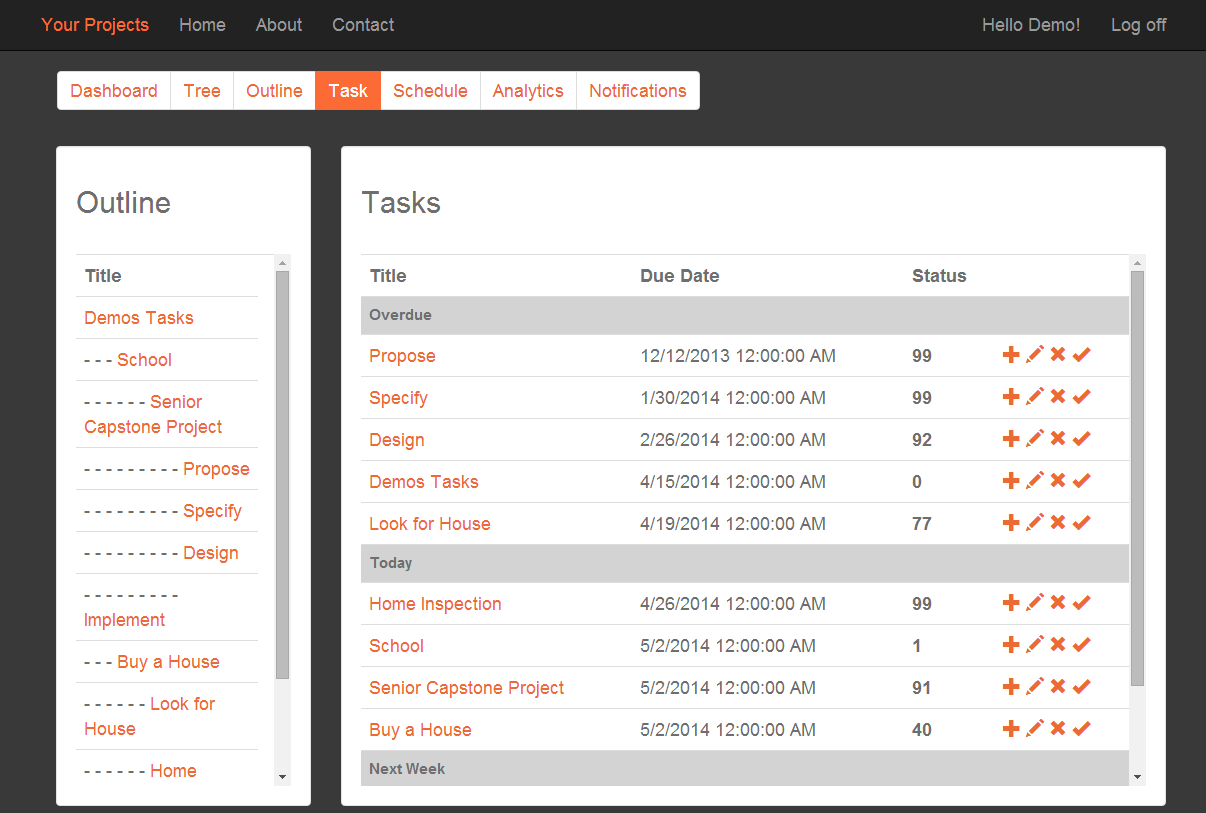 Your Projects Home About Contact Hello Demo! Log off
Dashboard Tree Outline Task Schedule Analytics Notifications
Outline
Title
Demos Tasks
- - - School
- - - - - - Senior
Capstone Project
- - - - - - - - - Propose
- - - - - - - - - Specify
- - - - - - - - - Design
- - - - - - - - -
Implement
- - - Buy a House
- - - - - - Look for
House
- - - - - - Home
Tasks
Title Due Date Status
Overdue
Propose 12/12/2013 12:00:00 AM 99
Specify 1/30/2014 12:00:00 AM 99
Design 2/26/2014 12:00:00 AM 92
Demos Tasks 4/15/2014 12:00:00 AM 0
Look for House 4/19/2014 12:00:00 AM 77
Today
Home Inspection 4/26/2014 12:00:00 AM 99
School 5/2/2014 12:00:00 AM 1
Senior Capstone Project 5/2/2014 12:00:00 AM 91
Buy a House 5/2/2014 12:00:00 AM 40
Next Week